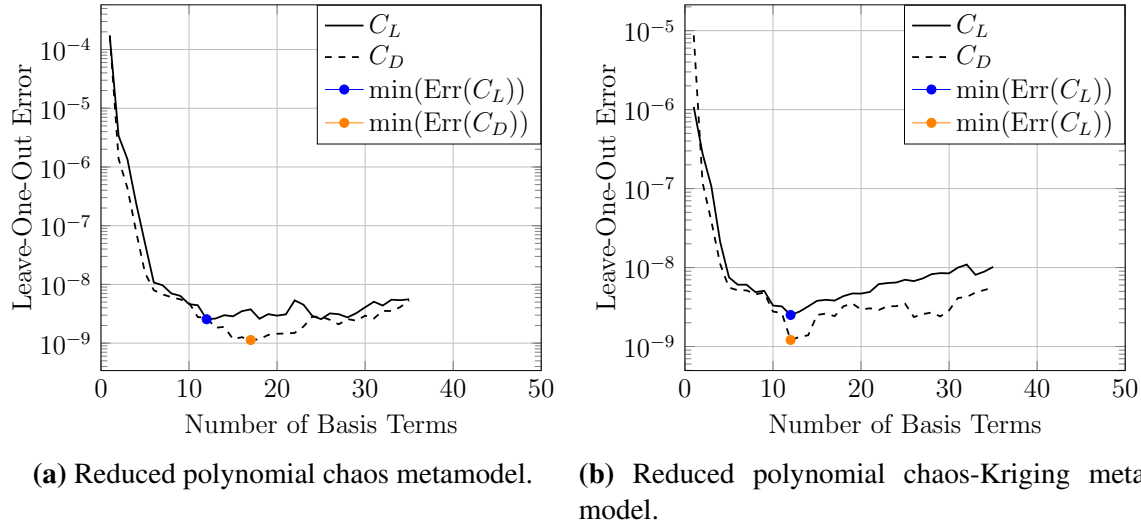 10⁻⁴
10⁻⁵
10⁻⁶
10⁻⁷
10⁻⁸
10⁻⁹
Leave-One-Out Error
0 10 20 30 40 50
Number of Basis Terms
C_L
C_D
min(Err(C_L))
min(Err(C_D))
(a) Reduced polynomial chaos metamodel.
10⁻⁵
10⁻⁶
10⁻⁷
10⁻⁸
10⁻⁹
Leave-One-Out Error
0 10 20 30 40 50
Number of Basis Terms
C_L
C_D
min(Err(C_L))
min(Err(C_L))
(b) Reduced polynomial chaos-Kriging meta
model.